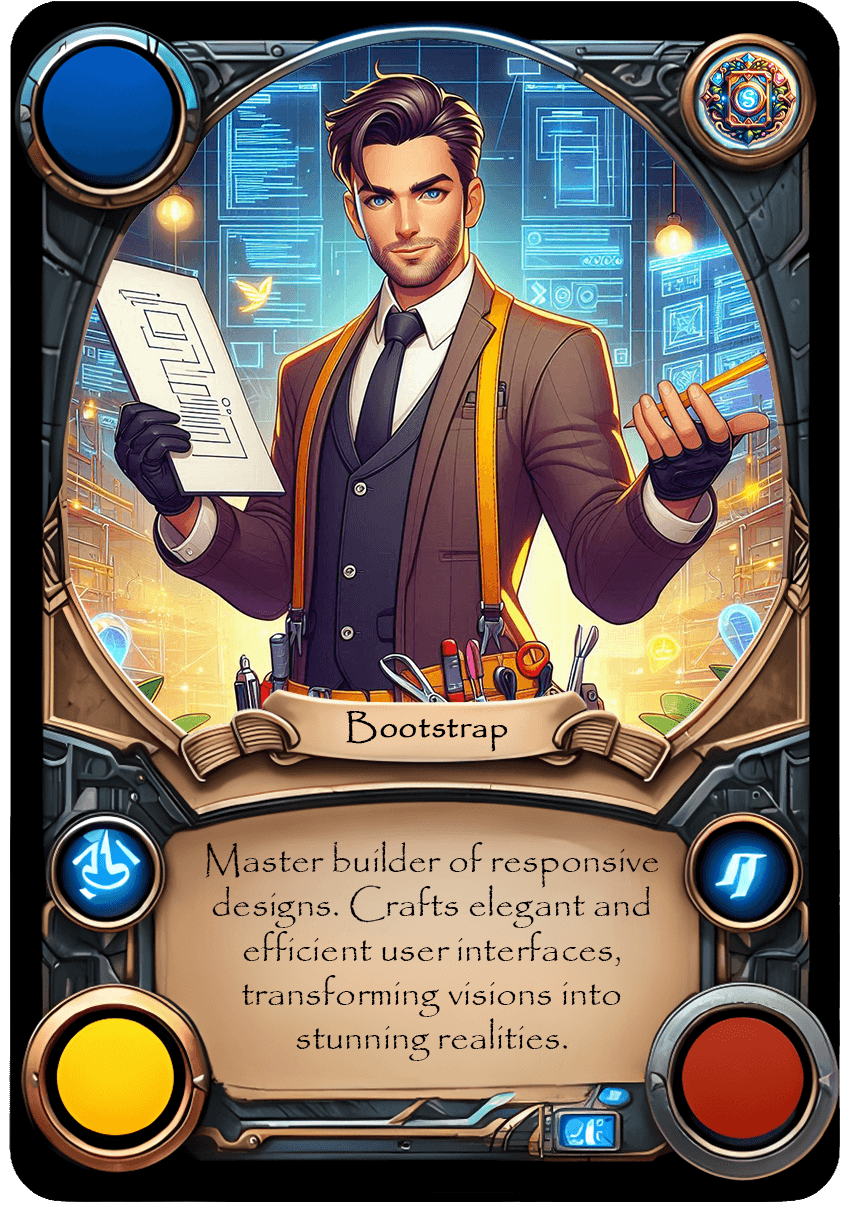 Bootstrap
Master builder of responsive
designs. Crafts elegant and
efficient user interfaces,
transforming visions into
stunning realities.